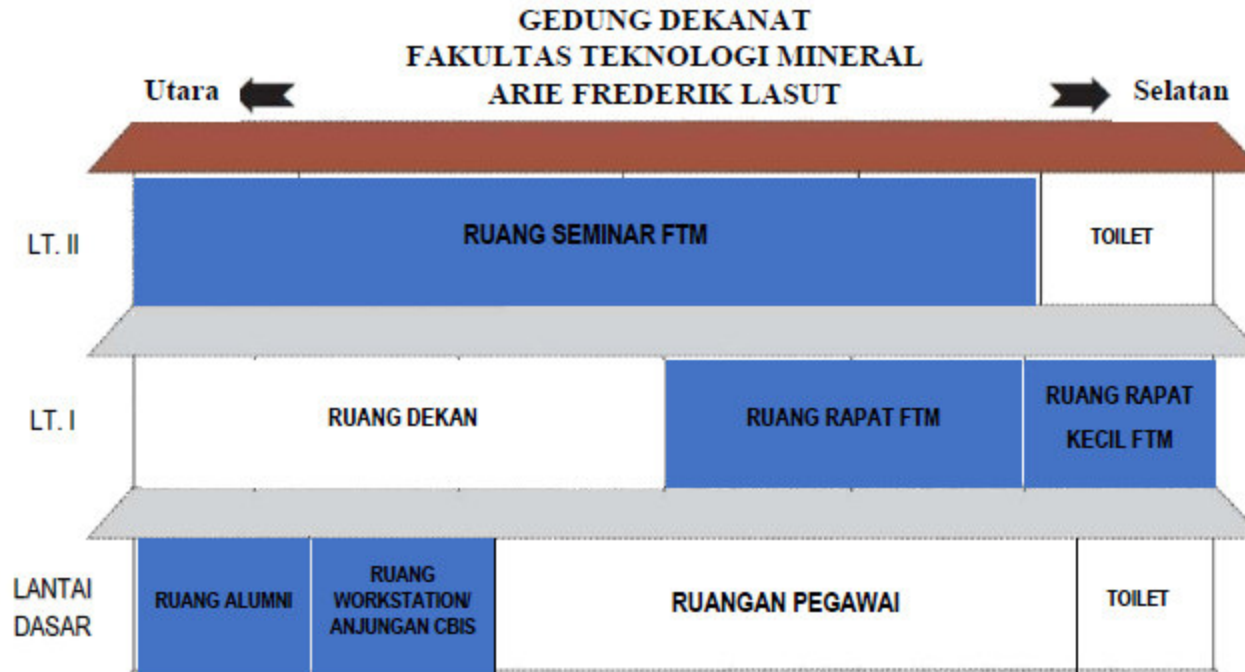 GEDUNG DEKANAT
FAKULTAS TEKNOLOGI MINERAL
ARIE FREDERIK LASUT
Utara
Selatan
LT. II
RUANG SEMINAR FTM
TOILET
LT. I
RUANG DEKAN
RUANG RAPAT FTM
RUANG RAPAT
KECIL FTM
LANTAI
DASAR
RUANG ALUMNI
RUANG
WORKSTATION/
ANJUNGAN CBIS
RUANGAN PEGAWAI
TOILET